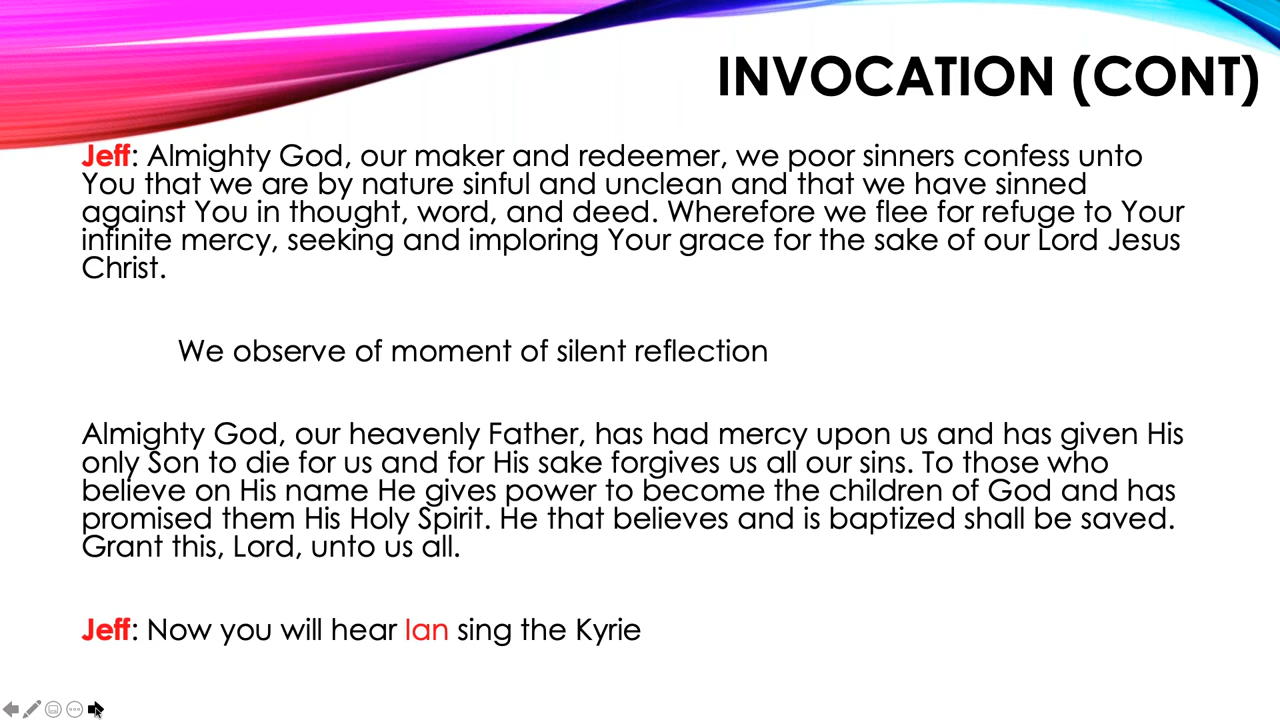 INVOCATION (CONT)
Jeff: Almighty God, our maker and redeemer, we poor sinners confess unto
You that we are by nature sinful and unclean and that we have sinned
against You in thought, word, and deed. Wherefore we flee for refuge to Your
infinite mercy, seeking and imploring Your grace for the sake of our Lord Jesus
Christ.
We observe of moment of silent reflection
Almighty God, our heavenly Father, has had mercy upon us and has given His
only Son to die for us and for His sake forgives us all our sins. To those who
believe on His name He gives power to become the children of God and has
promised them His Holy Spirit. He that believes and is baptized shall be saved.
Grant this, Lord, unto us all.
Jeff: Now you will hear Ian sing the Kyrie